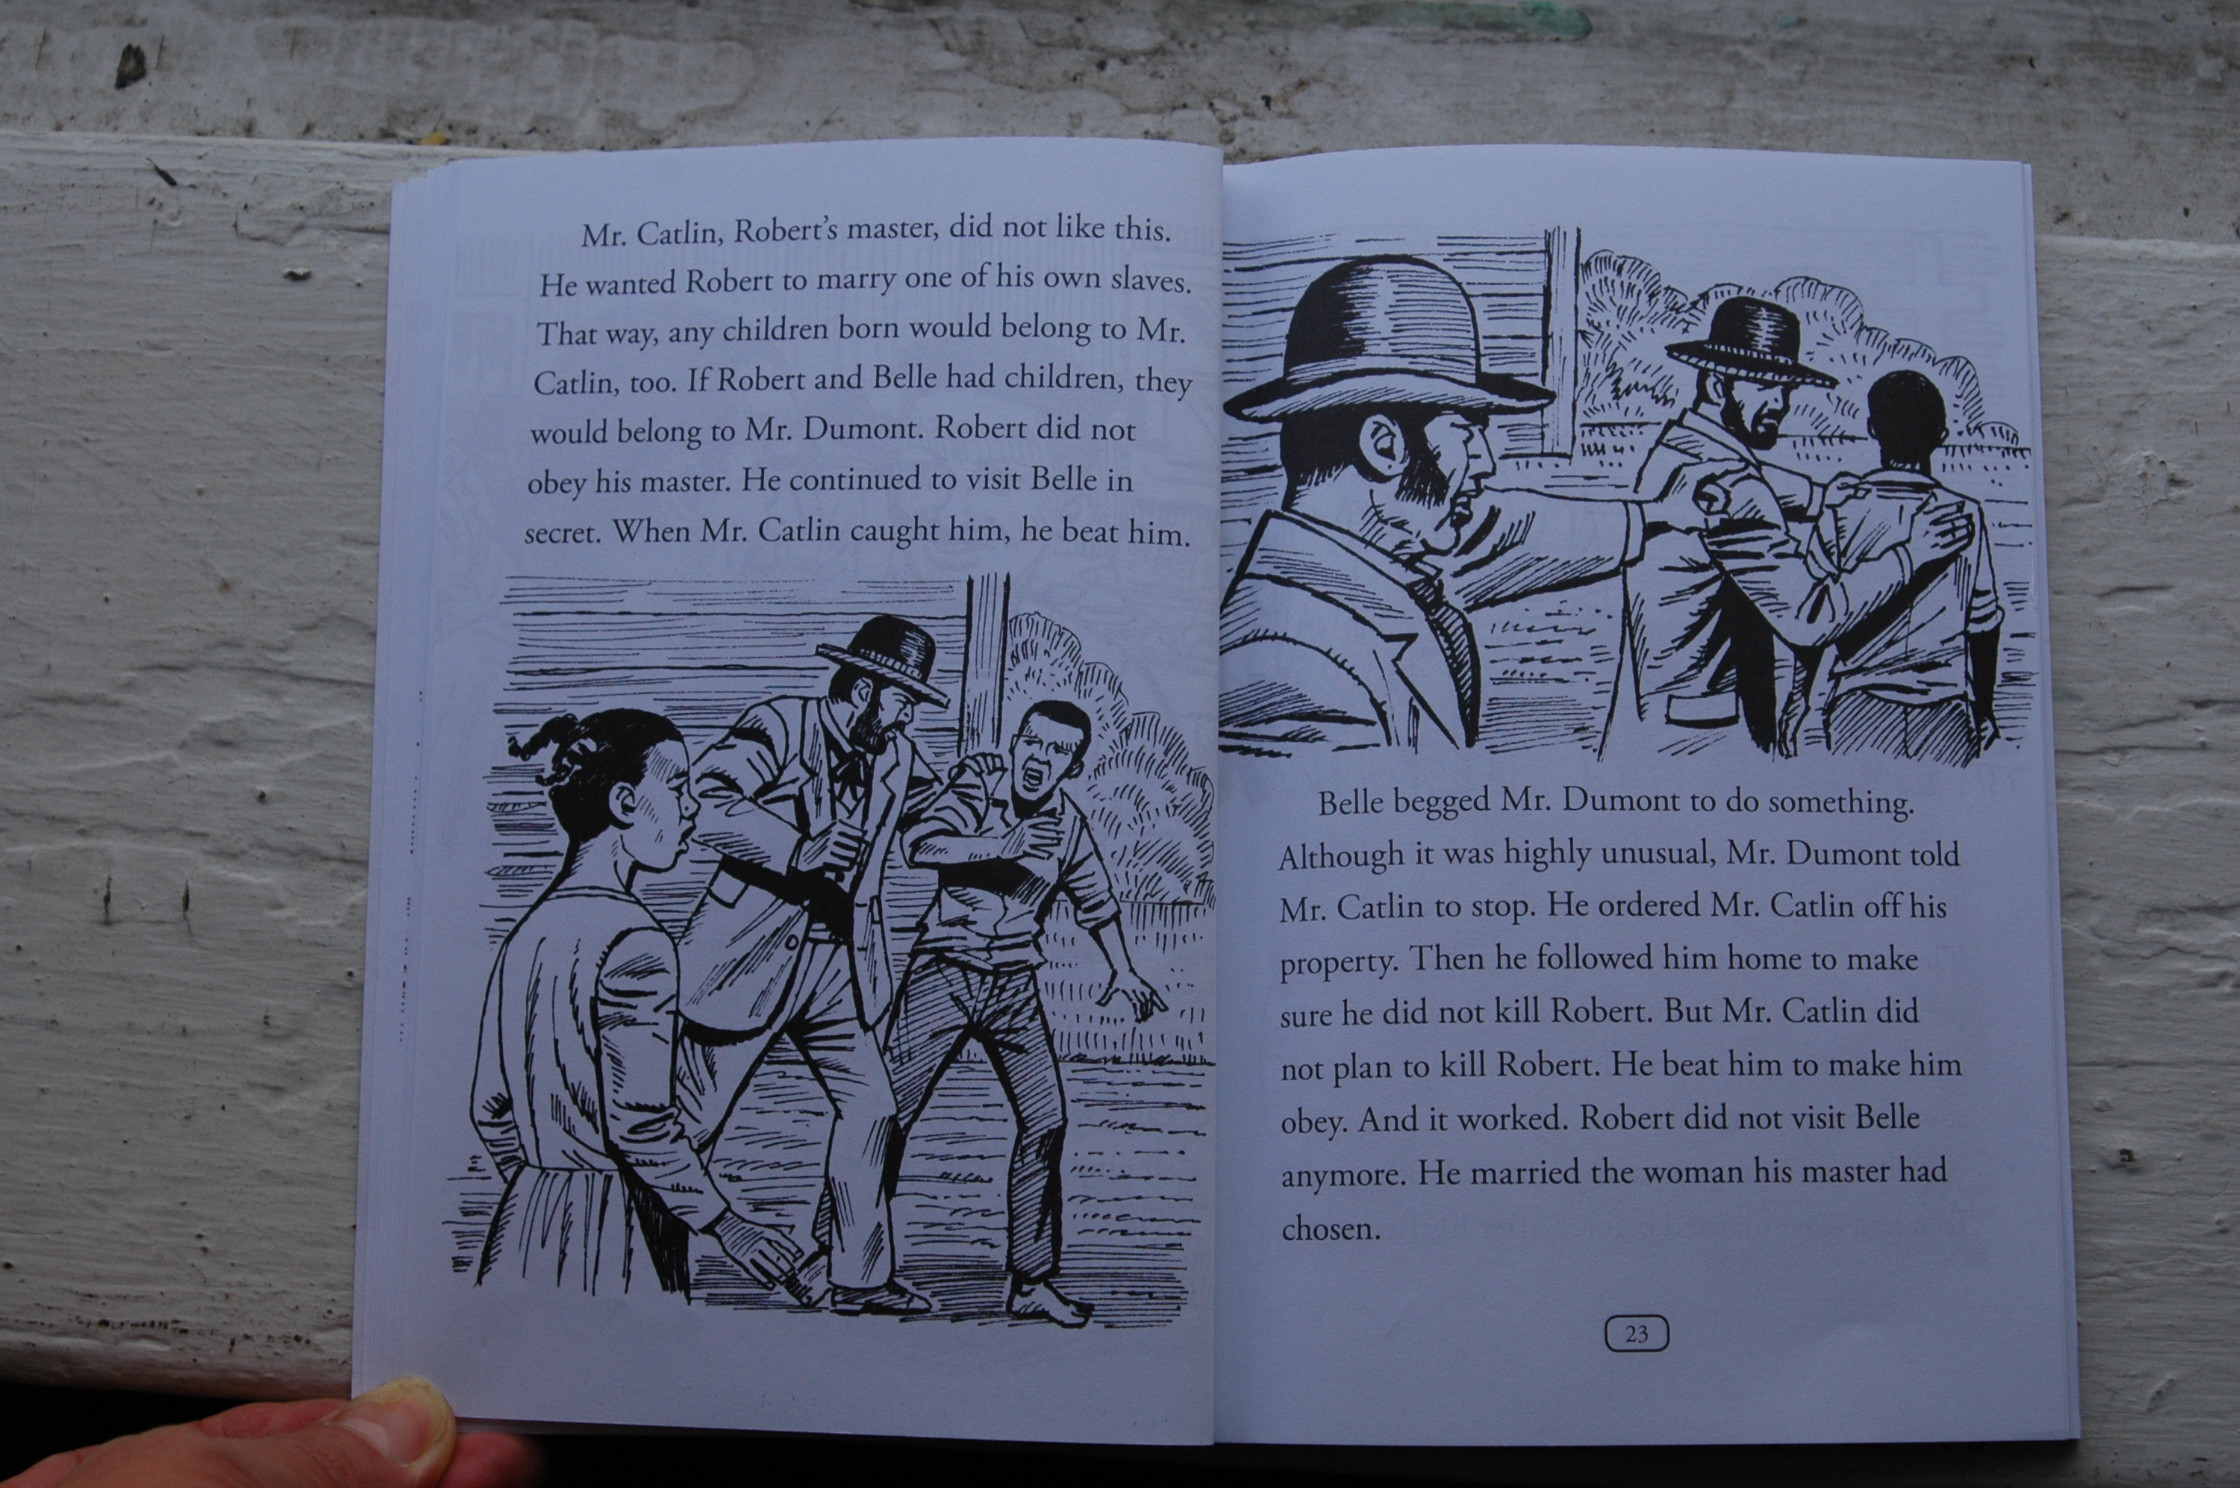 Mr. Catlin, Robert's master, did not like this.
He wanted Robert to marry one of his own slaves.
That way, any children born would belong to Mr.
Catlin, too. If Robert and Belle had children, they
would belong to Mr. Dumont. Robert did not
obey his master. He continued to visit Belle in
secret. When Mr. Catlin caught him, he beat him.
Belle begged Mr. Dumont to do something.
Although it was highly unusual, Mr. Dumont told
Mr. Catlin to stop. He ordered Mr. Catlin off his
property. Then he followed him home to make
sure he did not kill Robert. But Mr. Catlin did
not plan to kill Robert. He beat him to make him
obey. And it worked. Robert did not visit Belle
anymore. He married the woman his master had
chosen.
23